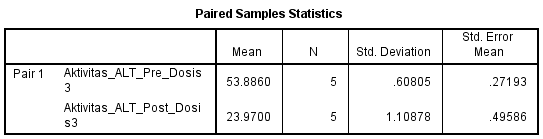 Paired Samples Statistics
Mean N Std. Deviation Std. Error Mean
Pair 1 Aktivitas_ALT_Pre_Dosis3 53.8860 5 .60805 .27193
Aktivitas_ALT_Post_Dosis3 23.9700 5 1.10878 .49586